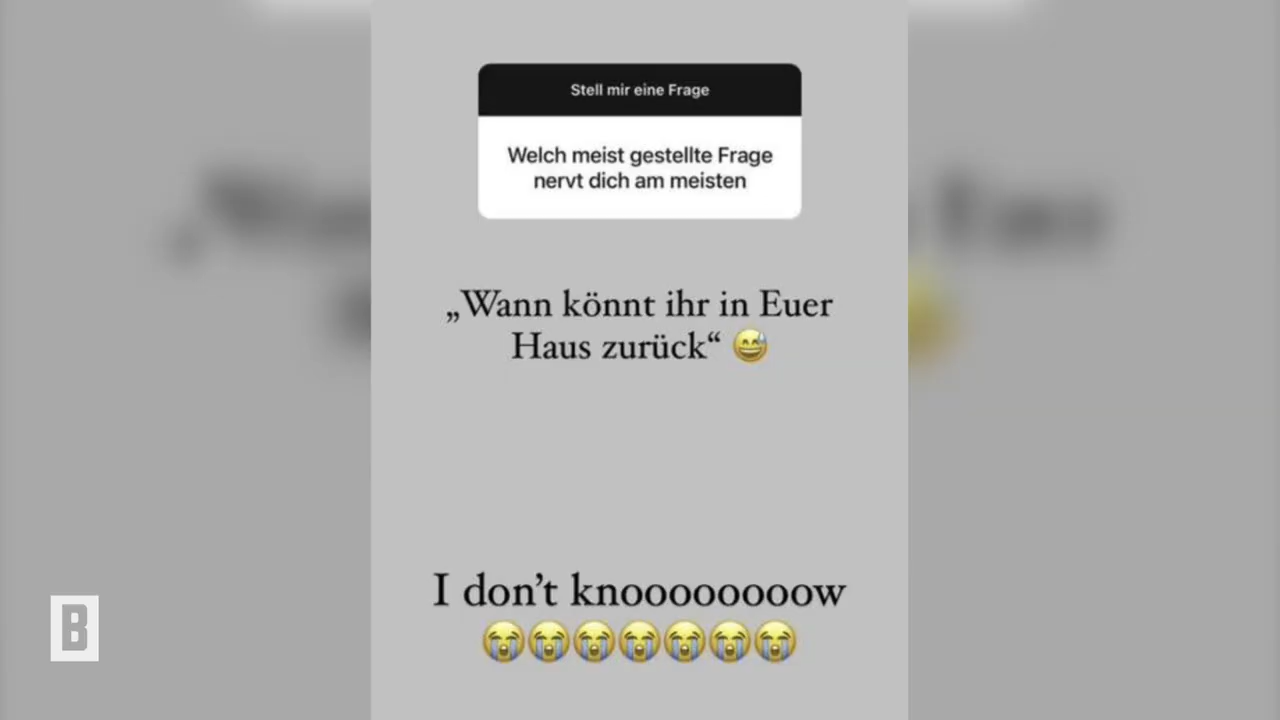 Stell mir eine Frage
Welch meist gestellte Frage
nervt dich am meisten
„Wann könnt ihr in Euer
Haus zurück“ 😅
I don’t knoooooooow
😭😭😭😭😭😭😭
B